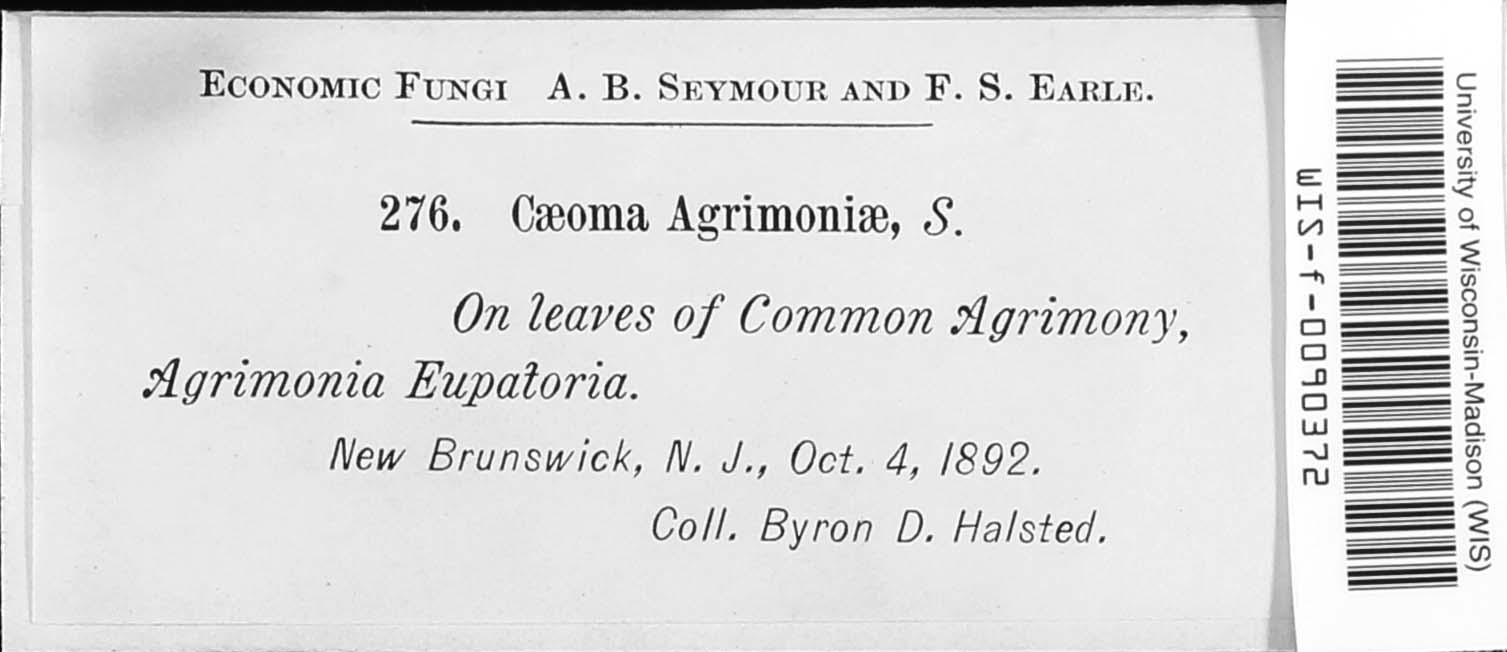 ECONOMIC FUNGI A. B. SEYMOUR AND F. S. EARLE.
276. Cæoma Agrimoniæ, S.
On leaves of Common Agrimony,
Agrimonia Eupatoria.
New Brunswick, N. J., Oct. 4, 1892.
Coll. Byron D. Halsted.
University of Wisconsin-Madison (WIS)
WIS-f-0090372